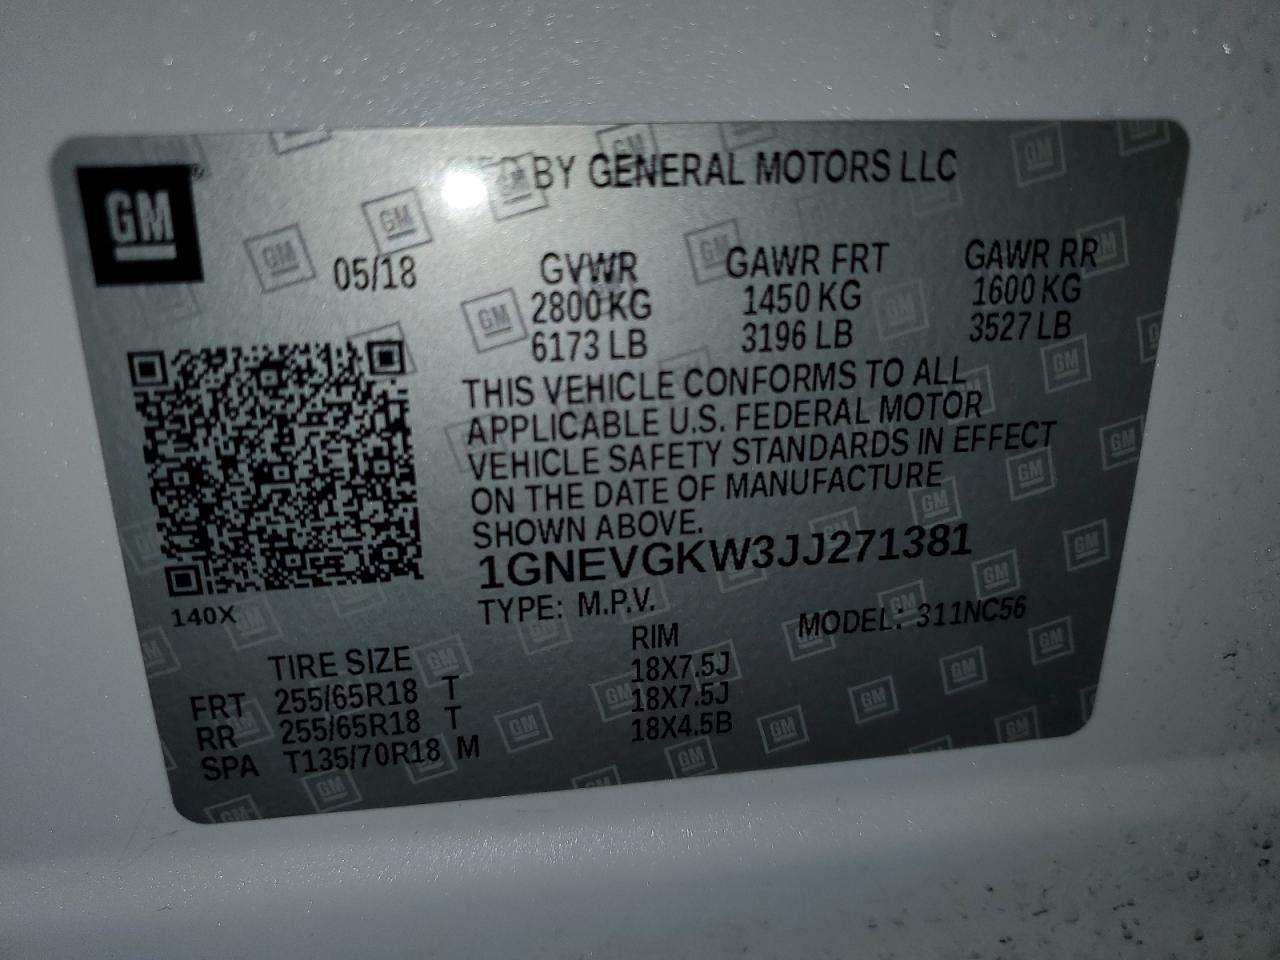 GM
BY GENERAL MOTORS LLC
05/18
GVWR GAWR FRT GAWR RR
2800 KG 1450 KG 1600 KG
6173 LB 3196 LB 3527 LB
THIS VEHICLE CONFORMS TO ALL
APPLICABLE U.S. FEDERAL MOTOR
VEHICLE SAFETY STANDARDS IN EFFECT
ON THE DATE OF MANUFACTURE
SHOWN ABOVE.
1GNEVGKW3JJ271381
140X
TYPE: M.P.V. MODEL: 311NC56
TIRE SIZE RIM
FRT 255/65R18 T 18X7.5J
RR 255/65R18 T 18X7.5J
SPA T135/70R18 M 18X4.5B